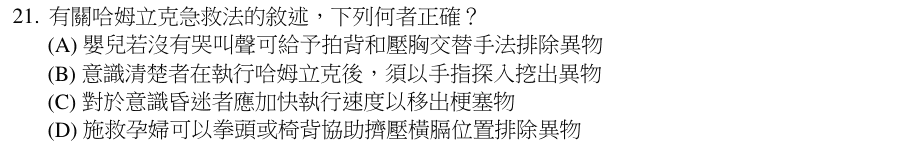 21. 有關哈姆立克急救法的敘述，下列何者正確？
(A) 嬰兒若沒有哭叫聲可給予拍背和壓胸交替手法排除異物
(B) 意識清楚者在執行哈姆立克後，須以手指探入挖出異物
(C) 對於意識昏迷者應加快執行速度以移出梗塞物
(D) 施救孕婦可以拳頭或椅背協助擠壓橫膈位置排除異物